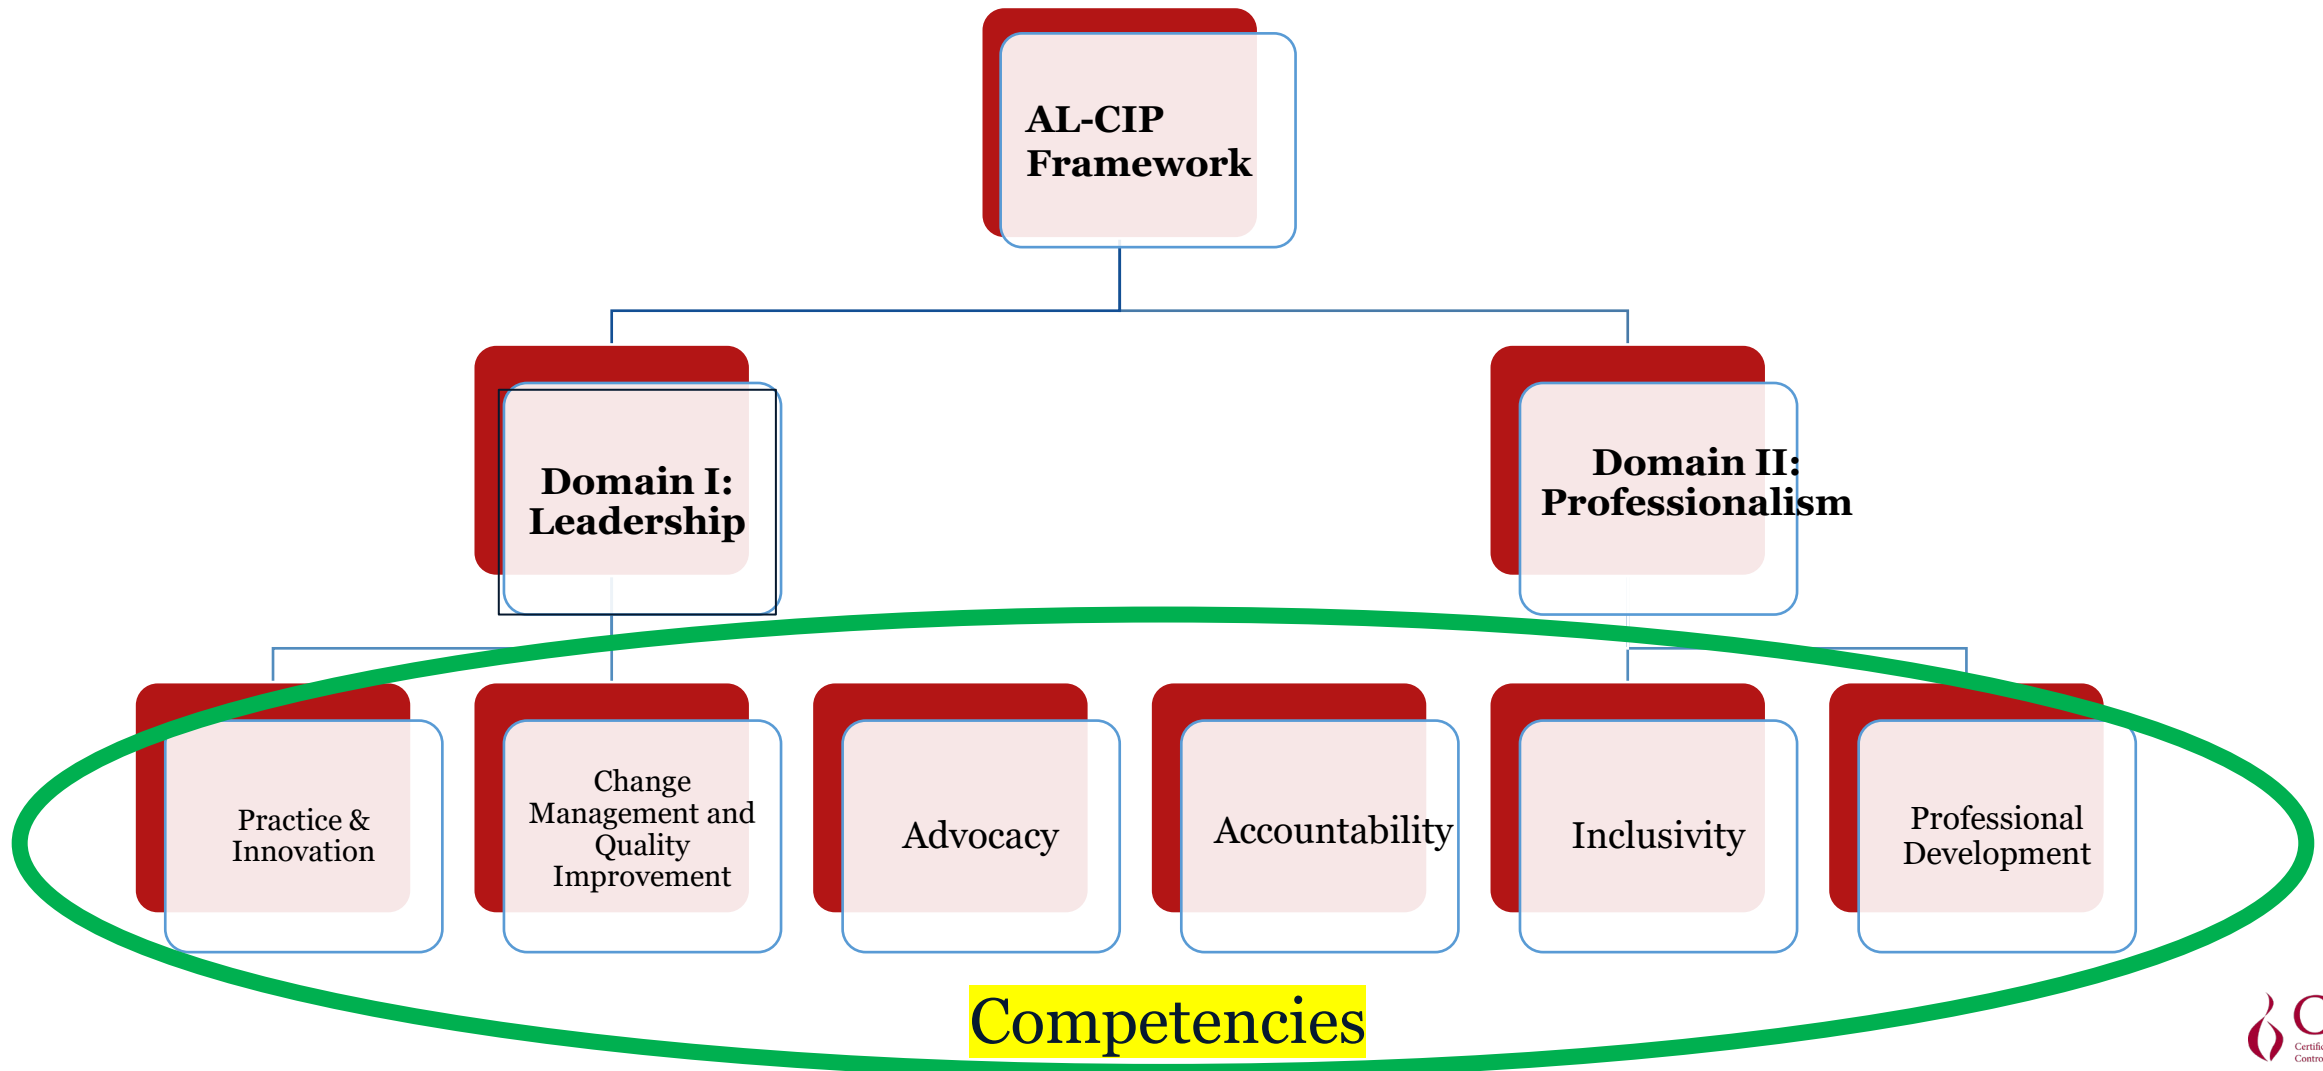 AL-CIP
Framework
Domain I:
Leadership
Domain II:
Professionalism
Practice &
Innovation
Change
Management and
Quality
Improvement
Advocacy
Accountability
Inclusivity
Professional
Development
Competencies